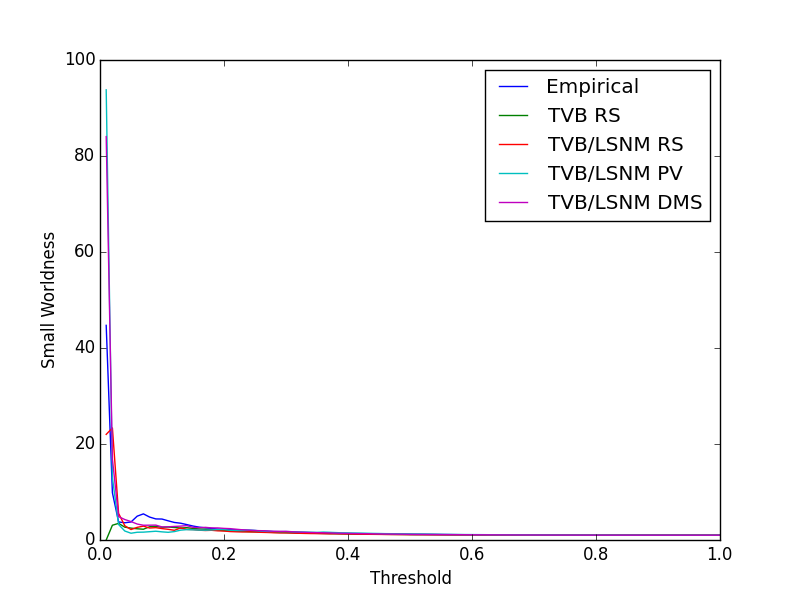 100
80
60
40
20
0
Small Worldness
Empirical
TVB RS
TVB/LSNM RS
TVB/LSNM PV
TVB/LSNM DMS
0.0 0.2 0.4 0.6 0.8 1.0
Threshold